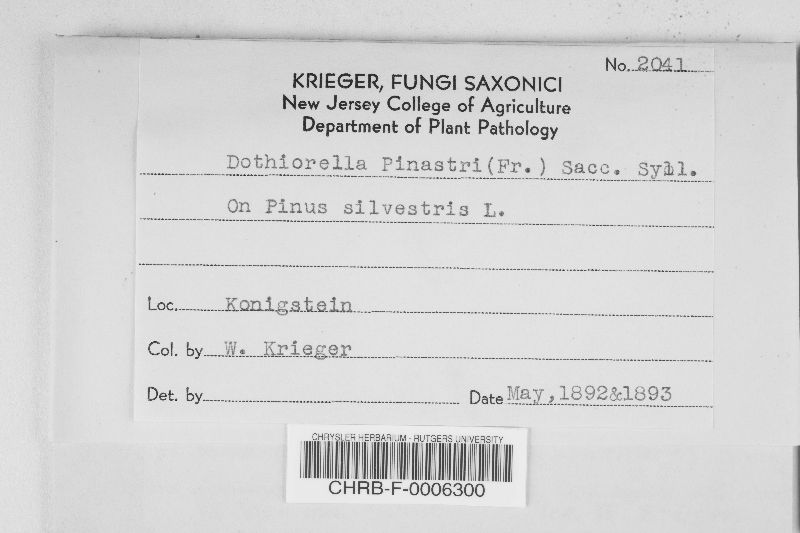 No. 2041
KRIEGER, FUNGI SAXONICI
New Jersey College of Agriculture
Department of Plant Pathology
Dothiorella Pinastri(Fr.) Sacc. Syll.
On Pinus silvestris L.
Loc. Konigstein
Col. by W. Krieger
Det. by
Date May,1892&1893
CHRYSLER HERBARIUM - RUTGERS UNIVERSITY
CHRB-F-0006300